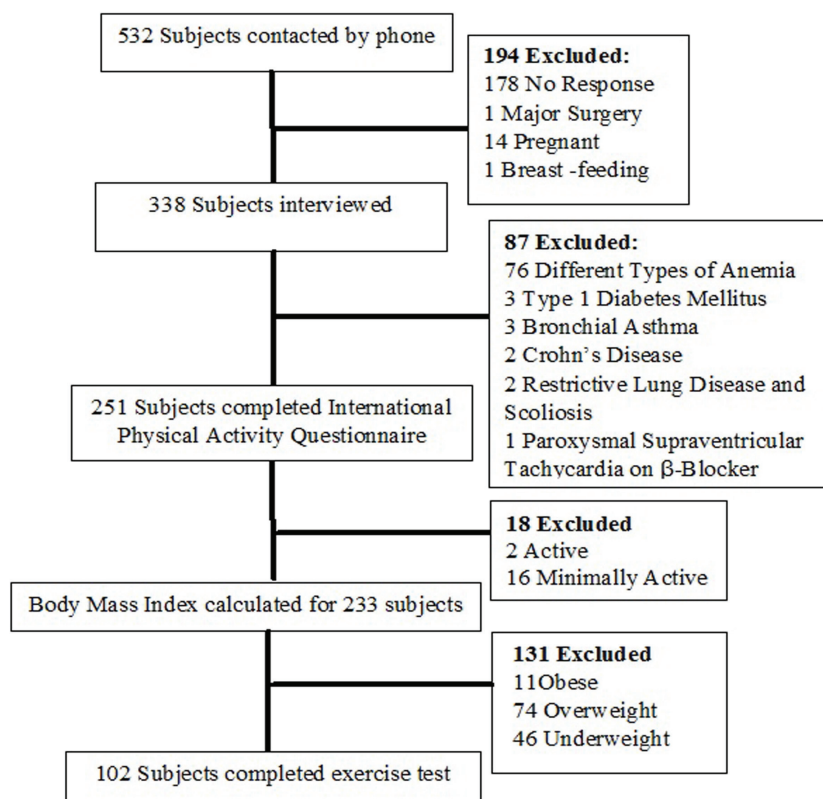 532 Subjects contacted by phone
194 Excluded:
178 No Response
1 Major Surgery
14 Pregnant
1 Breast -feeding
338 Subjects interviewed
87 Excluded:
76 Different Types of Anemia
3 Type 1 Diabetes Mellitus
3 Bronchial Asthma
2 Crohn’s Disease
2 Restrictive Lung Disease and
Scoliosis
1 Paroxysmal Supraventricular
Tachycardia on β-Blocker
251 Subjects completed International
Physical Activity Questionnaire
18 Excluded
2 Active
16 Minimally Active
Body Mass Index calculated for 233 subjects
131 Excluded
11Obese
74 Overweight
46 Underweight
102 Subjects completed exercise test